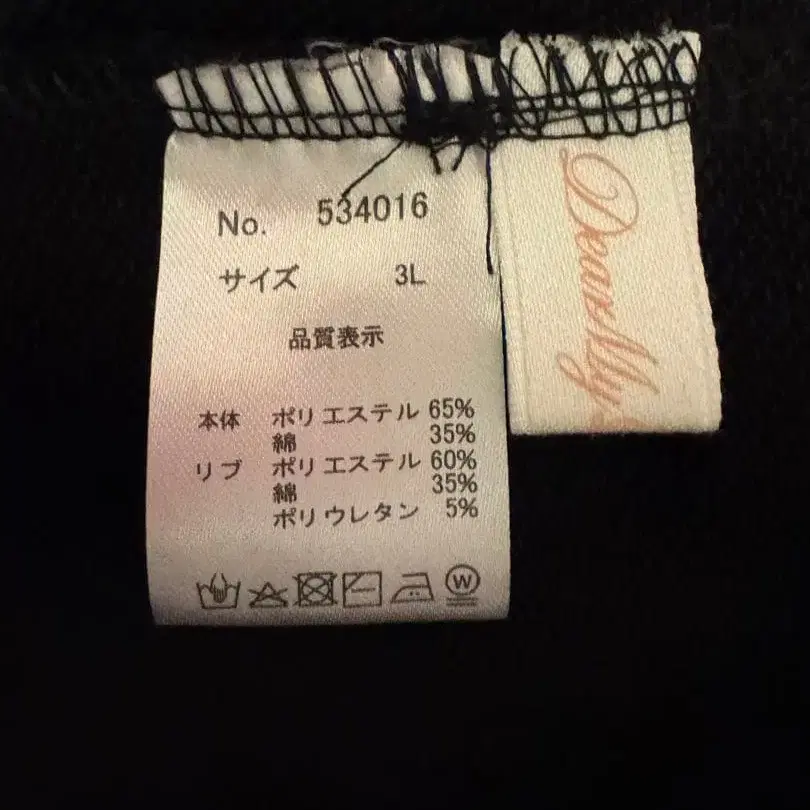 No. 534016
サイズ 3L
品質表示
本体 ポリエステル 65%
綿 35%
リブ ポリエステル 60%
綿 35%
ポリウレタン 5%
W
Dear My